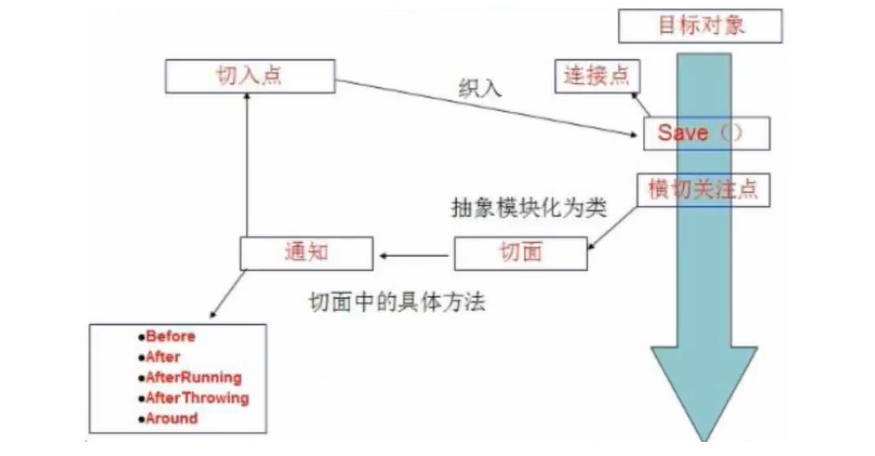 目标对象
切入点
连接点
织入
Save（）
横切关注点
抽象模块化为类
通知
切面
切面中的具体方法
●Before
●After
●AfterRunning
●AfterThrowing
●Around